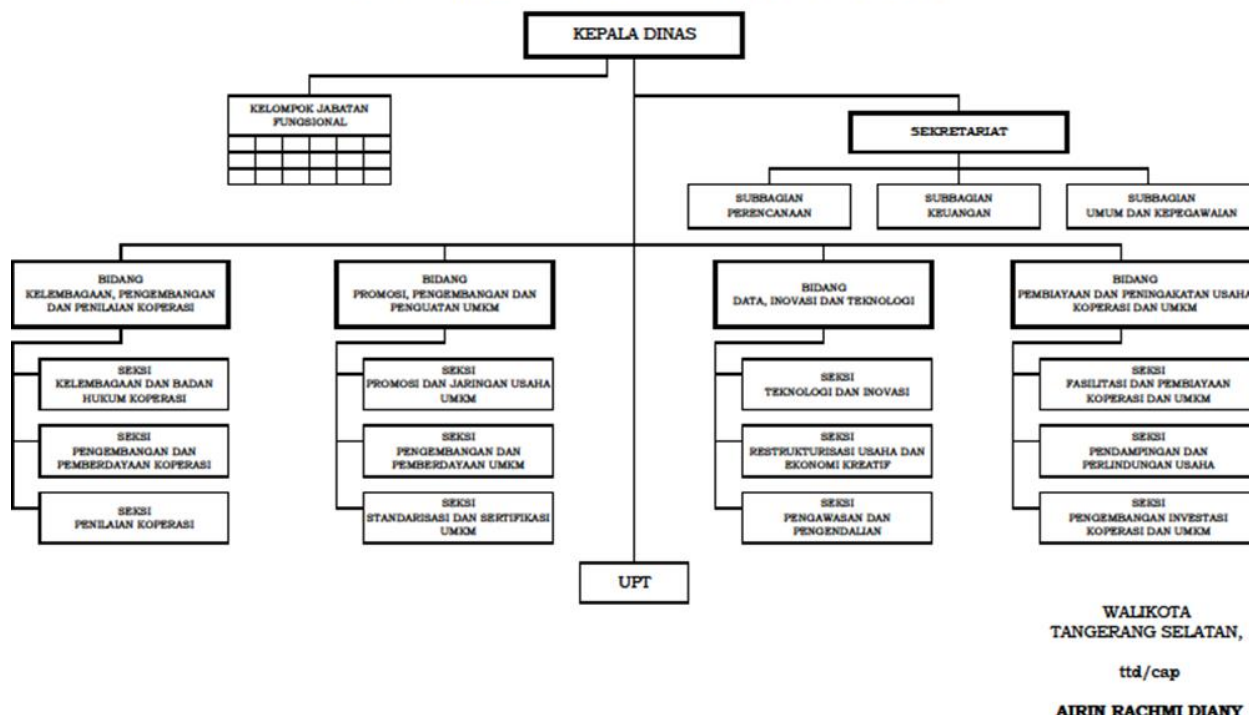 KEPALA DINAS
KELOMPOK JABATAN
FUNGSIONAL
SEKRETARIAT
SUBBAGIAN
PERENCANAAN
SUBBAGIAN
KEUANGAN
SUBBAGIAN
UMUM DAN KEPEGAWAIAN
BIDANG
KELEMBAGAAN, PENGEMBANGAN
DAN PENILAIAN KOPERASI
BIDANG
PROMOSI, PENGEMBANGAN DAN
PENGUATAN UMKM
BIDANG
DATA, INOVASI DAN TEKNOLOGI
BIDANG
PEMBIAYAAN DAN PENINGAKATAN USAHA
KOPERASI DAN UMKM
SEKSI
KELEMBAGAAN DAN BADAN
HUKUM KOPERASI
SEKSI
PENGEMBANGAN DAN
PEMBERDAYAAN KOPERASI
SEKSI
PENILAIAN KOPERASI
SEKSI
PROMOSI DAN JARINGAN USAHA
UMKM
SEKSI
PENGEMBANGAN DAN
PEMBERDAYAAN UMKM
SEKSI
STANDARISASI DAN SERTIFIKASI
UMKM
SEKSI
TEKNOLOGI DAN INOVASI
SEKSI
RESTRUKTURISASI USAHA DAN
EKONOMI KREATIF
SEKSI
PENGAWASAN DAN
PENGENDALIAN
SEKSI
FASILITASI DAN PEMBIAYAAN
KOPERASI DAN UMKM
SEKSI
PENDAMPINGAN DAN
PERLINDUNGAN USAHA
SEKSI
PENGEMBANGAN INVESTASI
KOPERASI DAN UMKM
UPT
WALIKOTA
TANGERANG SELATAN,
ttd/cap
AIRIN RACHMI DIANY